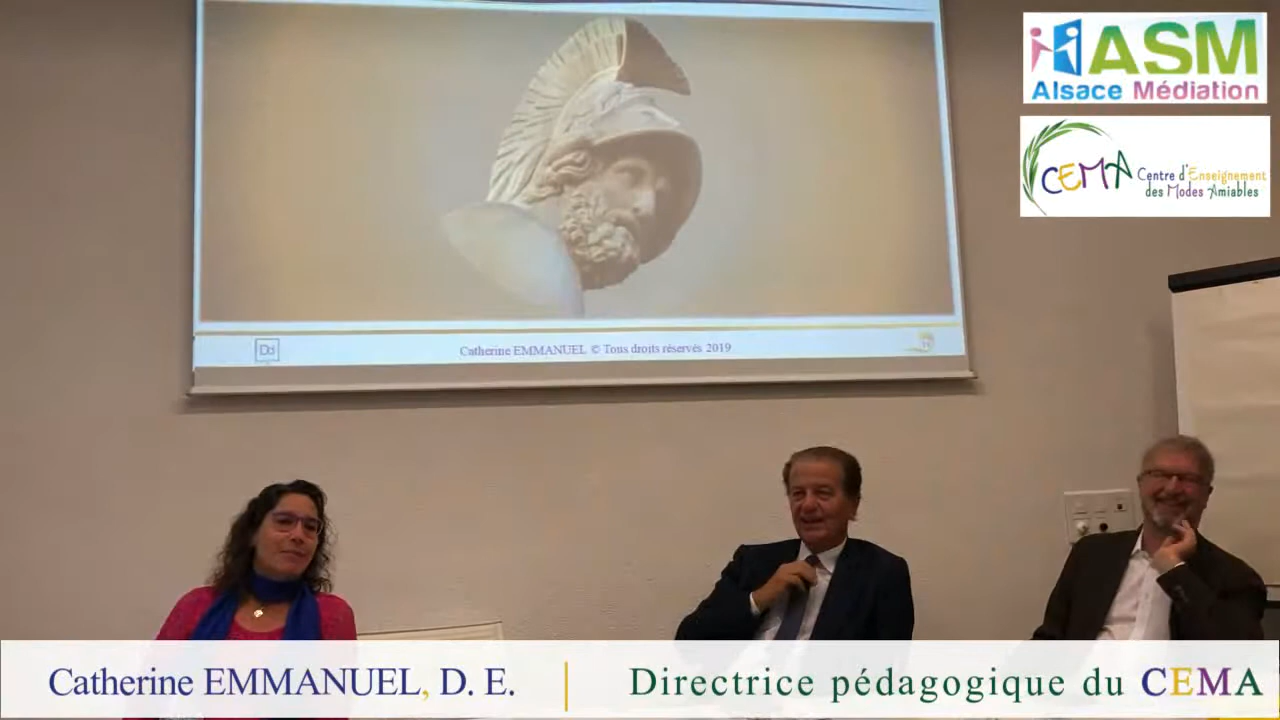 ASM
Alsace Médiation
CEMA Centre d'Enseignement
des Modes Amiables
Dd
Catherine EMMANUEL © Tous droits réservés 2019
Catherine EMMANUEL, D. E. | Directrice pédagogique du CEMA